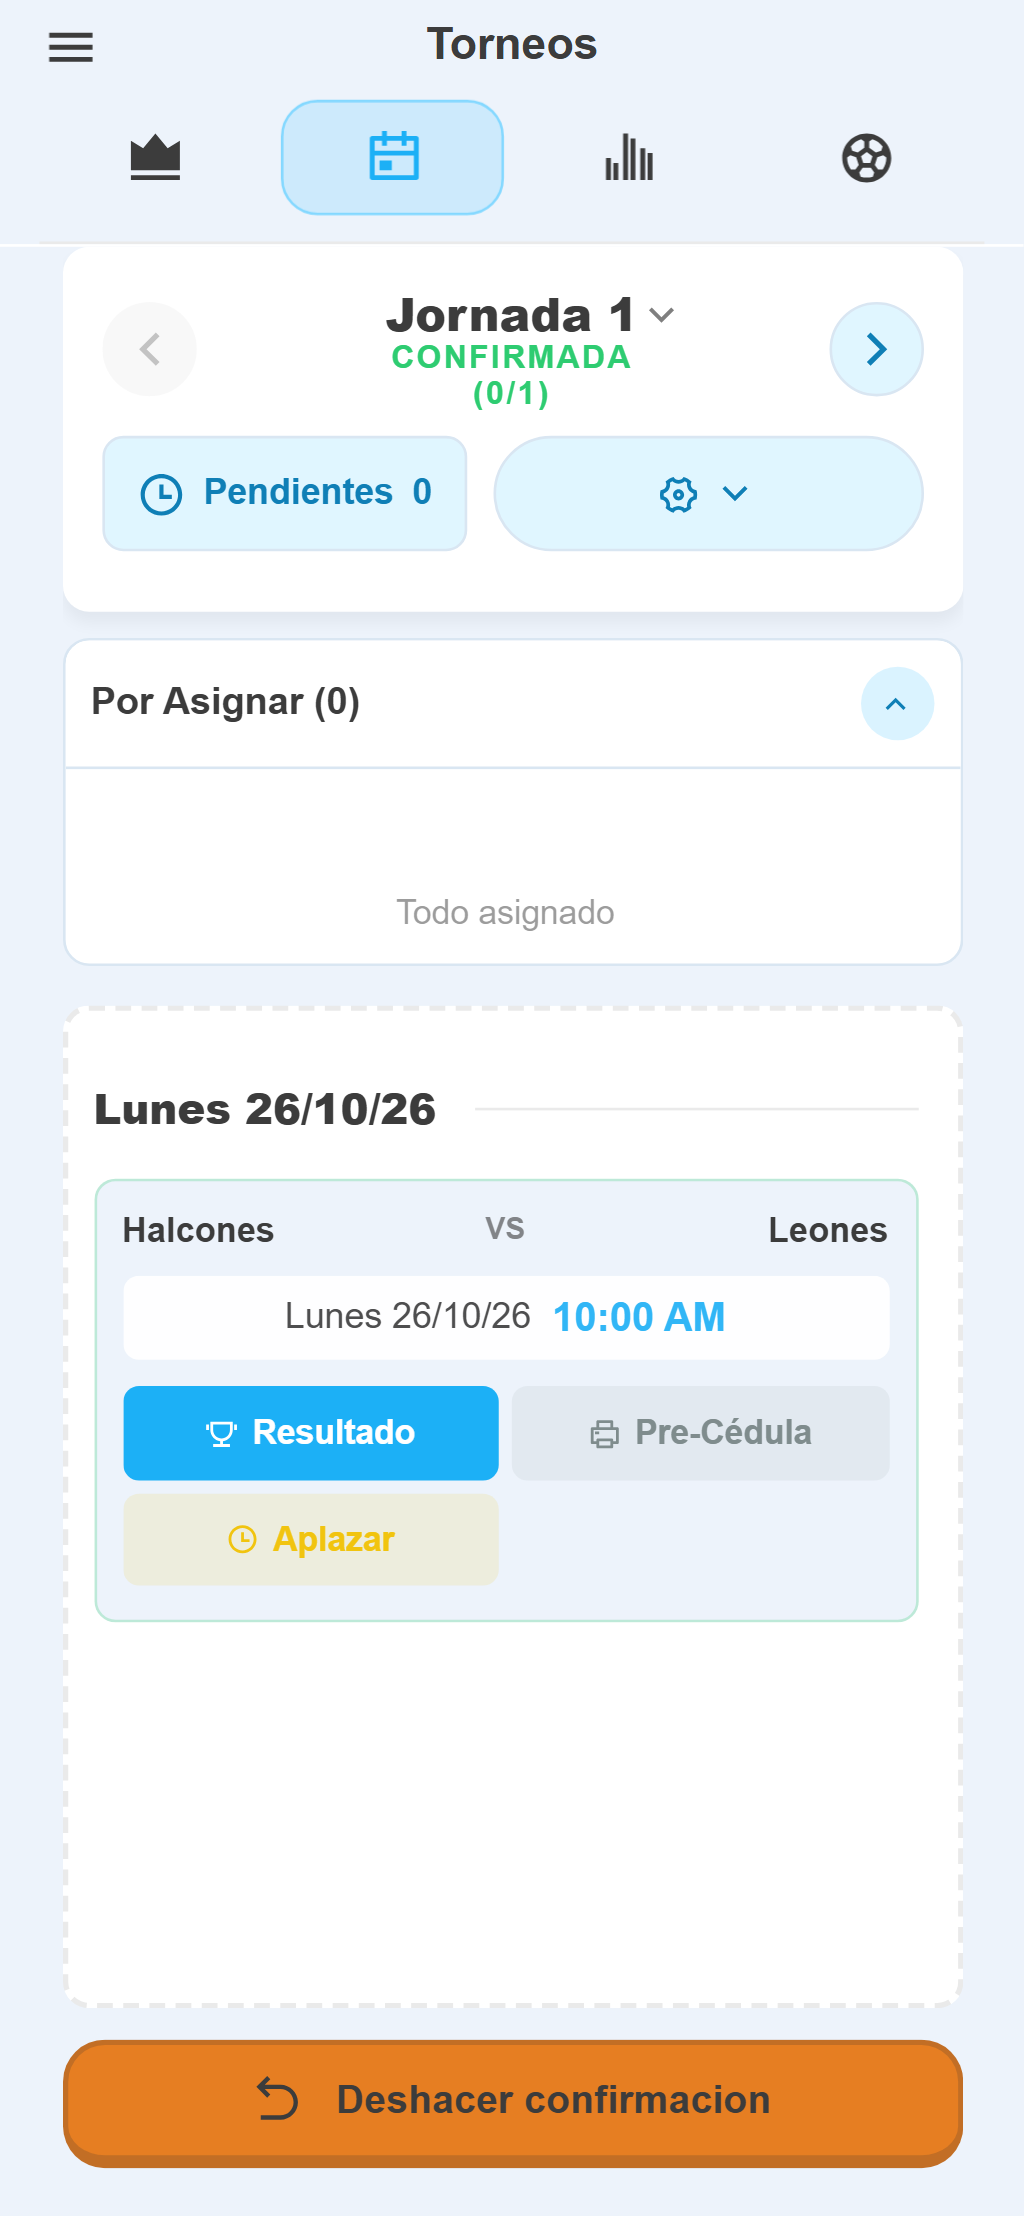 Torneos
Jornada 1
CONFIRMADA
(0/1)
Pendientes 0
Por Asignar (0)
Todo asignado
Lunes 26/10/26
Halcones VS Leones
Lunes 26/10/26 10:00 AM
Resultado Pre-Cédula
Aplazar
Deshacer confirmacion